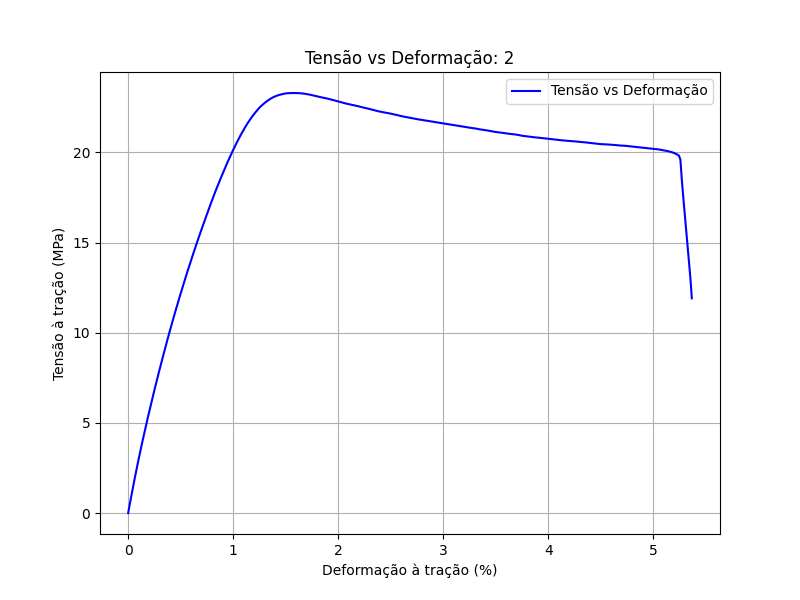 Tensão vs Deformação: 2
Tensão vs Deformação
Tensão à tração (MPa)
20
15
10
5
0
0 1 2 3 4 5
Deformação à tração (%)